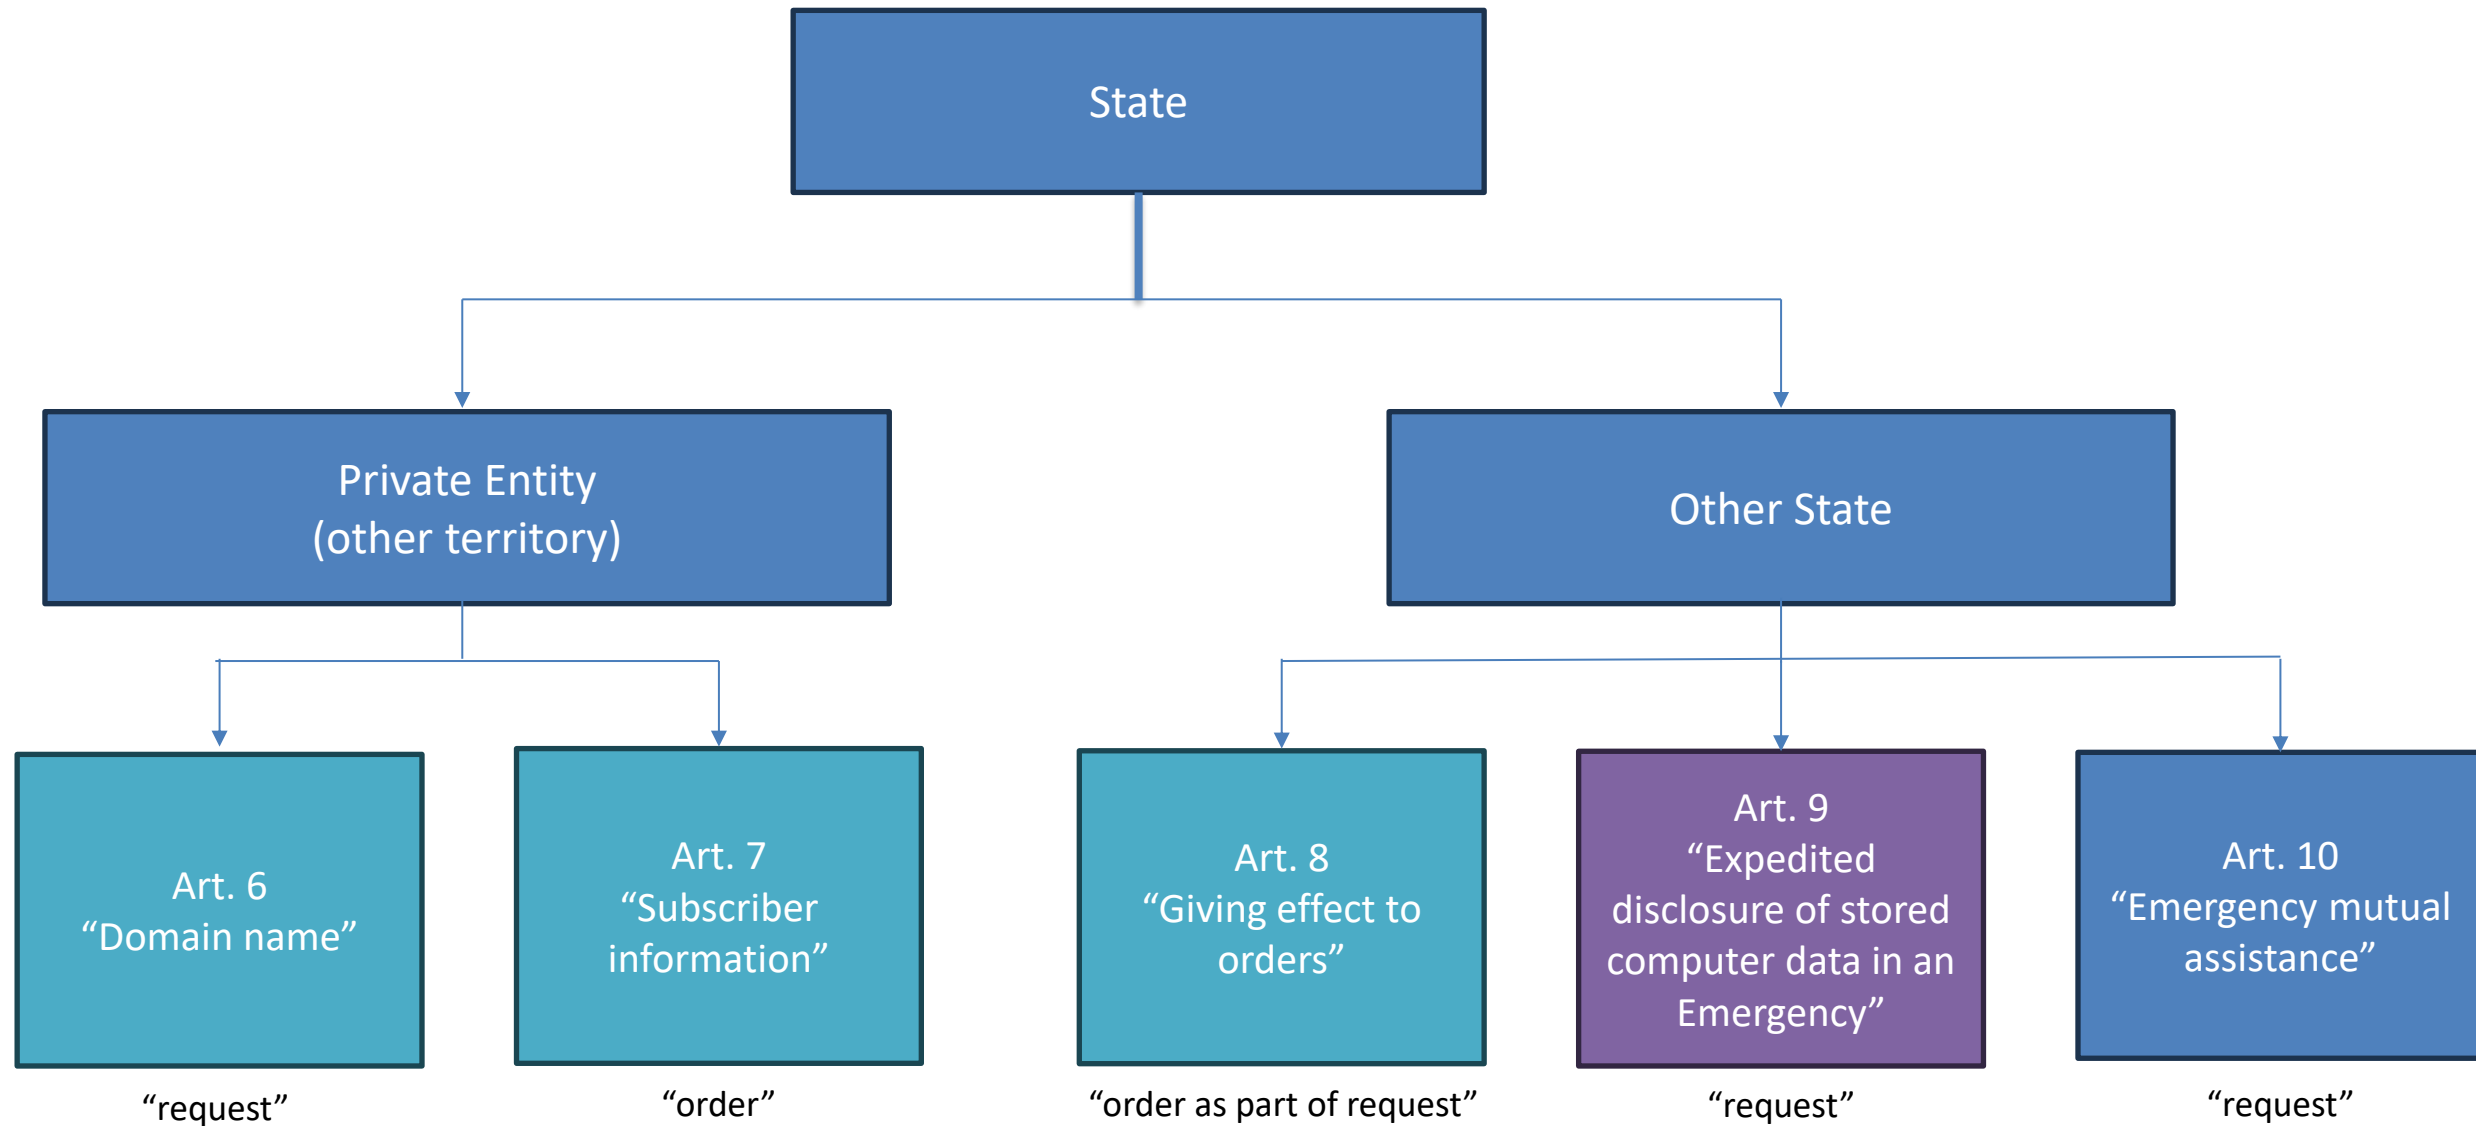 State
Private Entity
(other territory)
Other State
Art. 6
“Domain name”
Art. 7
“Subscriber
information”
Art. 8
“Giving effect to
orders”
Art. 9
“Expedited
disclosure of stored
computer data in an
Emergency”
Art. 10
“Emergency mutual
assistance”
“request”
“order”
“order as part of request”
“request”
“request”